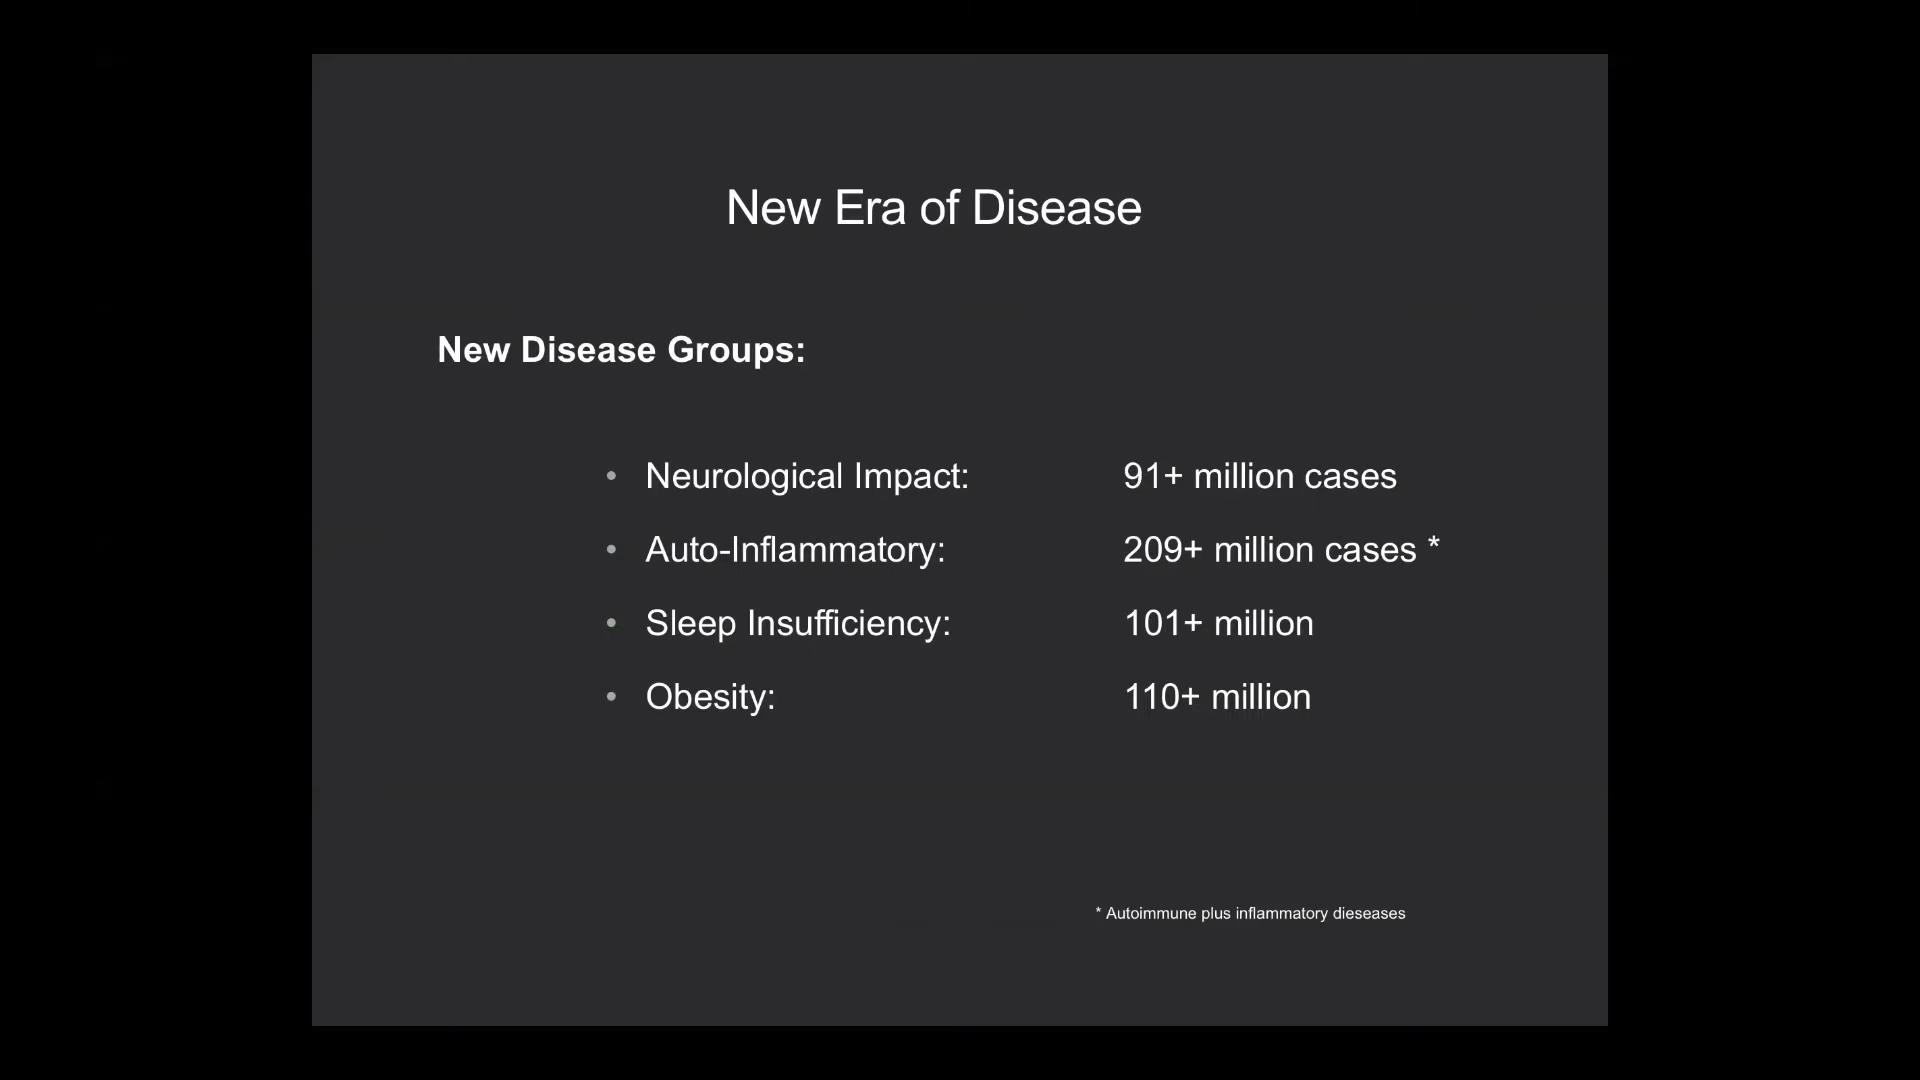 New Era of Disease
New Disease Groups:
• Neurological Impact: 91+ million cases
• Auto-Inflammatory: 209+ million cases *
• Sleep Insufficiency: 101+ million
• Obesity: 110+ million
* Autoimmune plus inflammatory dieseases